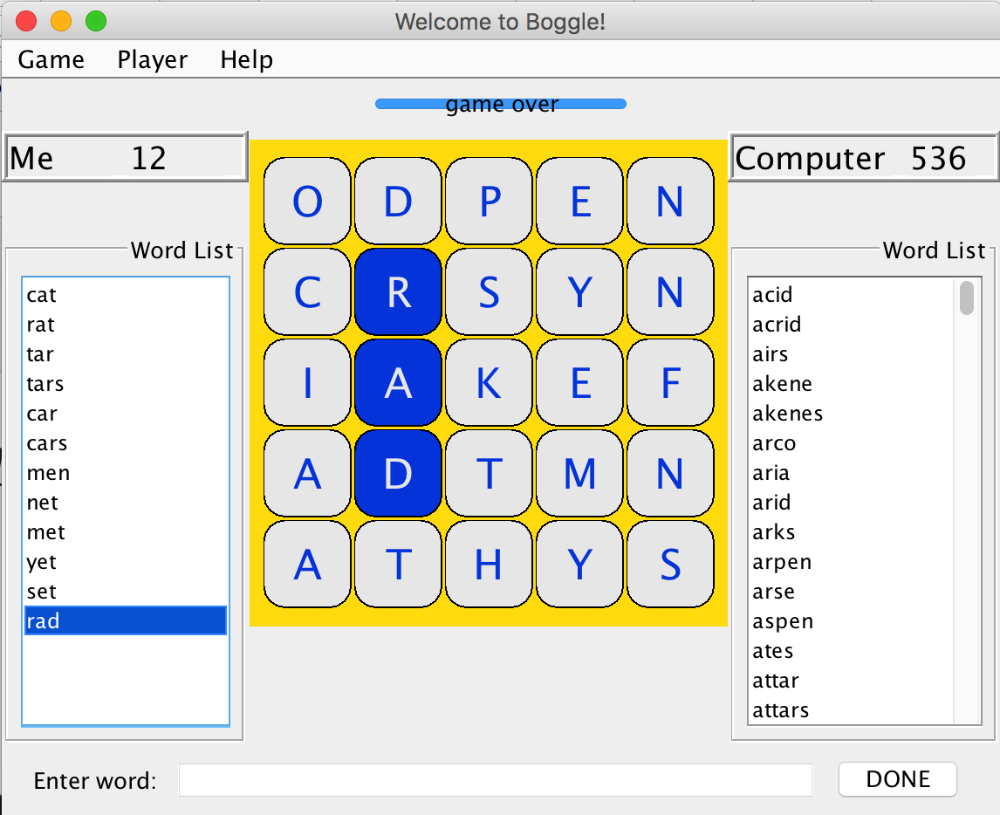 Welcome to Boggle!
Game Player Help
game over
Me 12
Computer 536
O D P E N
C R S Y N
I A K E F
A D T M N
A T H Y S
Word List
cat
rat
tar
tars
car
cars
men
net
met
yet
set
rad
Word List
acid
acrid
airs
akene
akenes
arco
aria
arid
arks
arpen
arse
aspen
ates
attar
attars
Enter word:
DONE